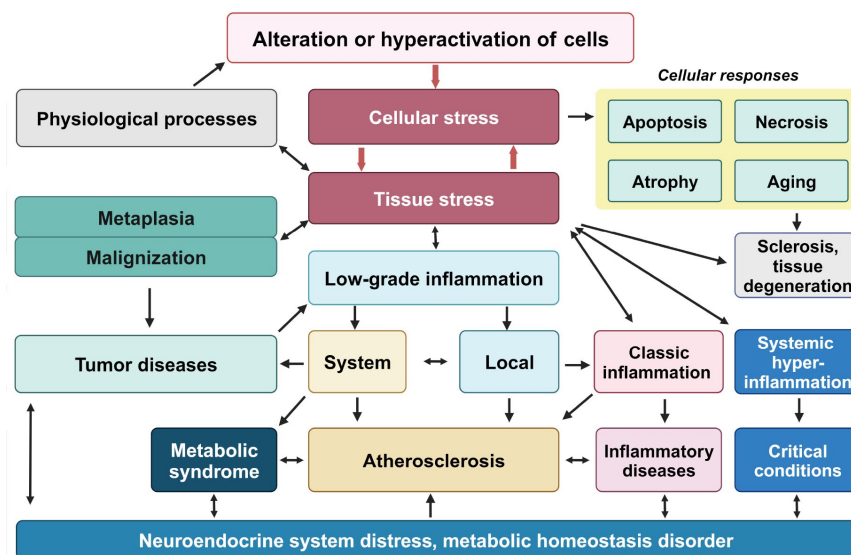 Alteration or hyperactivation of cells
Cellular responses
Physiological processes
Cellular stress
Apoptosis
Necrosis
Atrophy
Aging
Tissue stress
Metaplasia
Malignization
Sclerosis,
tissue
degeneration
Low-grade inflammation
Tumor diseases
System
Local
Classic
inflammation
Systemic
hyper-
inflammation
Metabolic
syndrome
Atherosclerosis
Inflammatory
diseases
Critical
conditions
Neuroendocrine system distress, metabolic homeostasis disorder